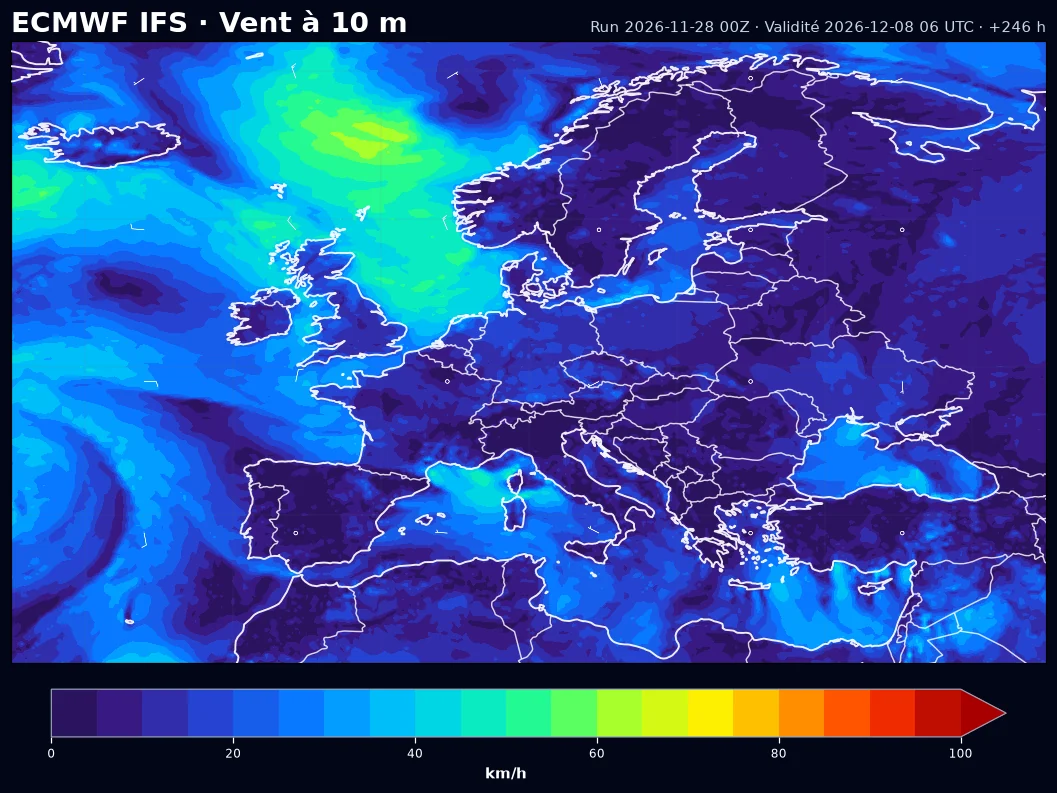 ECMWF IFS · Vent à 10 m
Run 2026-11-28 00Z · Validité 2026-12-08 06 UTC · +246 h
0 20 40 60 80 100
km/h